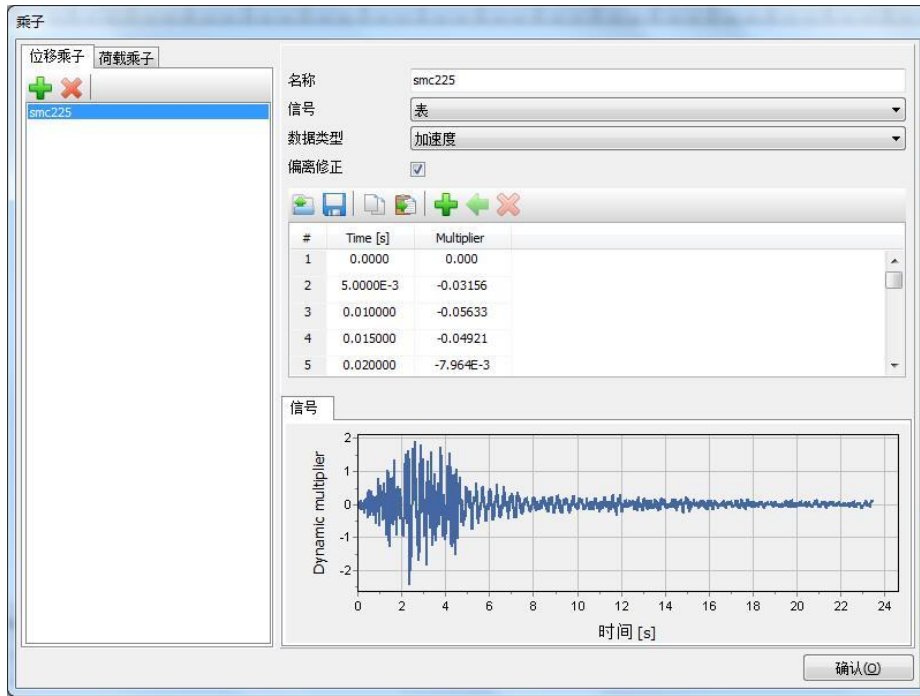 乘子
位移乘子 荷载乘子
smc225
名称 smc225
信号 表
数据类型 加速度
偏离修正
# Time [s] Multiplier
1 0.0000 0.000
2 5.0000E-3 -0.03156
3 0.010000 -0.05633
4 0.015000 -0.04921
5 0.020000 -7.964E-3
信号
Dynamic multiplier
2
1
0
-1
-2
0 2 4 6 8 10 12 14 16 18 20 22 24
时间 [s]
确认(O)